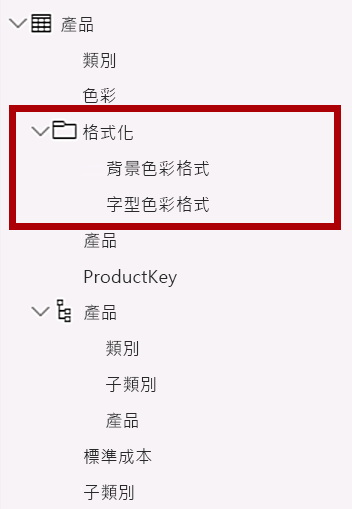 產品
類別
色彩
格式化
背景色彩格式
字型色彩格式
產品
ProductKey
產品
類別
子類別
產品
標準成本
子類別